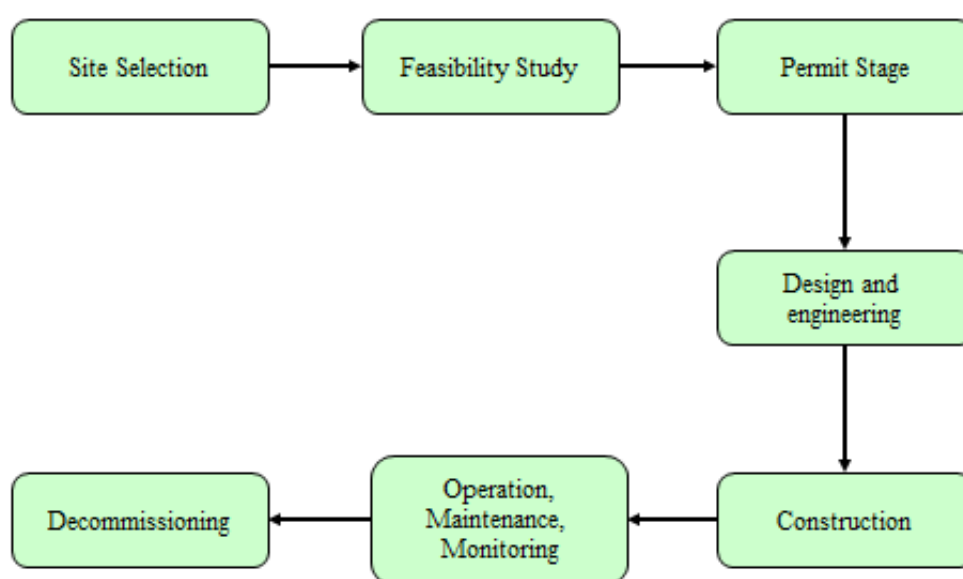 Site Selection
Feasibility Study
Permit Stage
Design and
engineering
Construction
Operation,
Maintenance,
Monitoring
Decommissioning